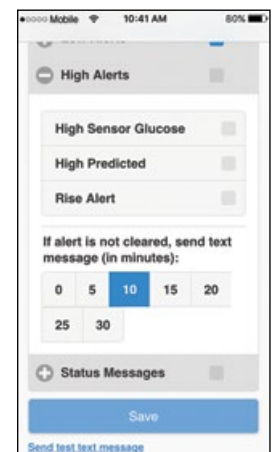 Mobile 10:41 AM 80%
Low Alerts
High Alerts
High Sensor Glucose
High Predicted
Rise Alert
If alert is not cleared, send text
message (in minutes):
0 5 10 15 20
25 30
Status Messages
Save
Send test text message